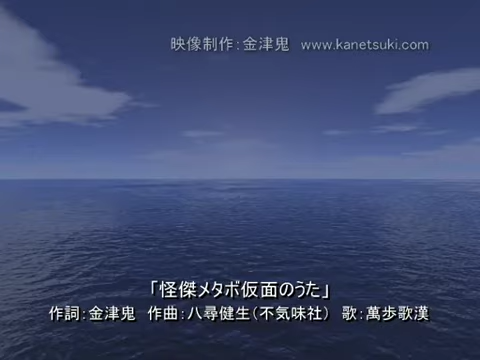 映像制作：金津鬼　www.kanetsuki.com
「怪傑メタボ仮面のうた」
作詞：金津鬼　作曲：八尋健生（不気味社）　歌：萬歩歌漢